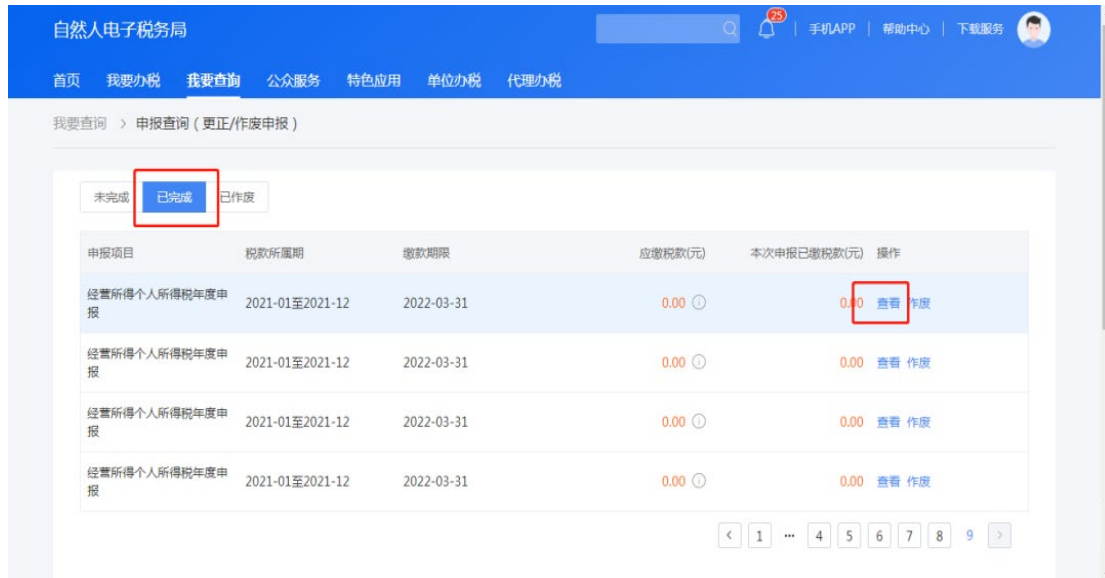 自然人电子税务局
25
手机APP | 帮助中心 | 下载服务
首页 我要办税 我要查询 公众服务 特色应用 单位办税 代理办税
我要查询 > 申报查询(更正/作废申报)
未完成 已完成 已作废
申报项目 税款所属期 缴款期限 应缴税款(元) 本次申报已缴税款(元) 操作
经营所得个人所得税年度申
报
2021-01至2021-12 2022-03-31 0.00 0.00 查看 作废
经营所得个人所得税年度申
报
2021-01至2021-12 2022-03-31 0.00 0.00 查看 作废
经营所得个人所得税年度申
报
2021-01至2021-12 2022-03-31 0.00 0.00 查看 作废
经营所得个人所得税年度申
报
2021-01至2021-12 2022-03-31 0.00 0.00 查看 作废
< 1 ··· 4 5 6 7 8 9 >